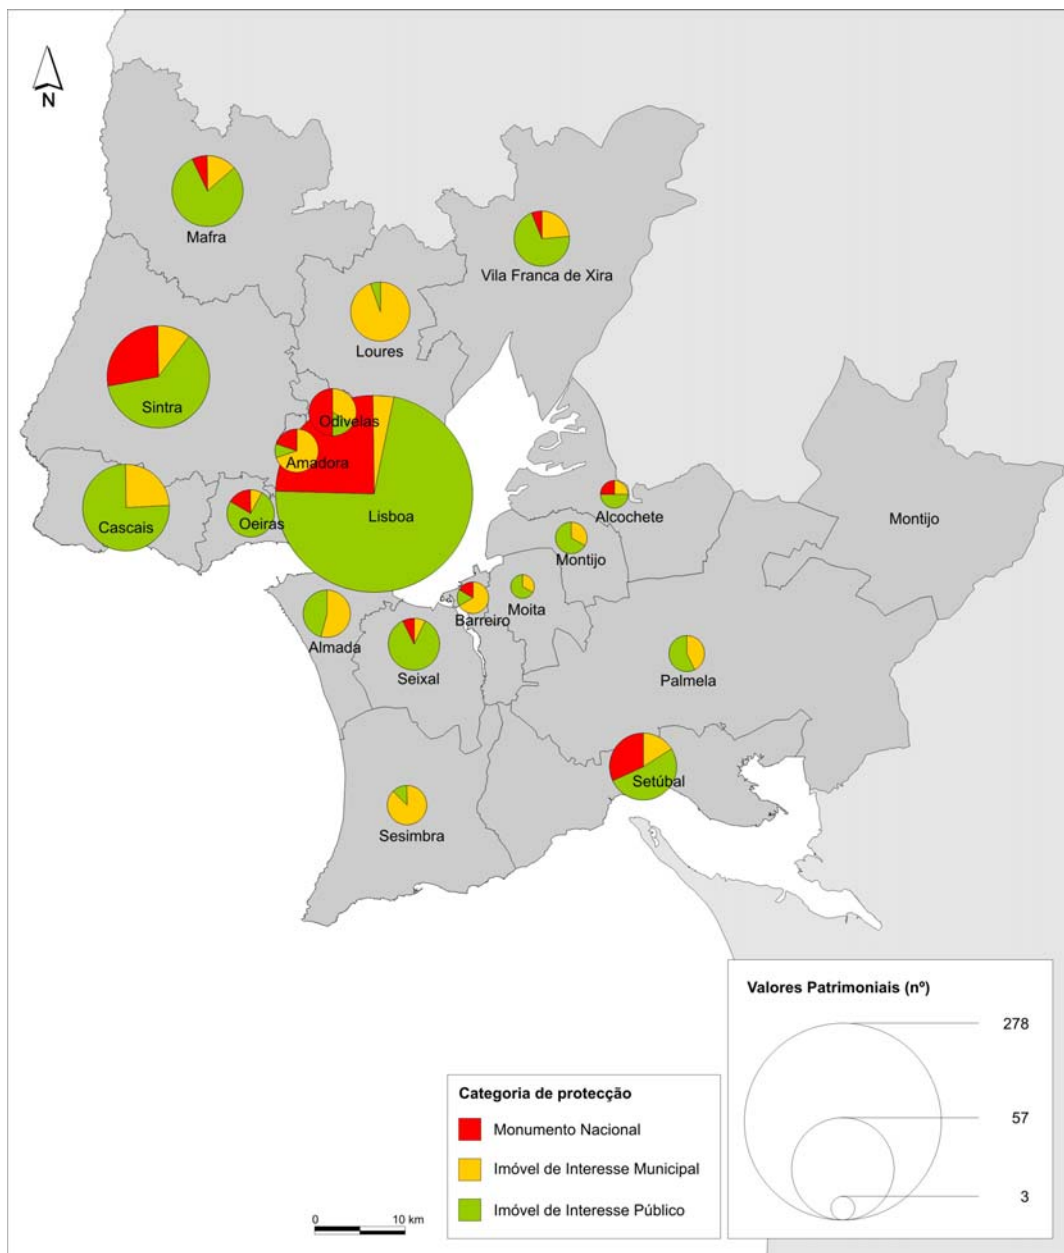 N
Mafra
Vila Franca de Xira
Loures
Sintra
Odivelas
Amadora
Cascais
Oeiras
Lisboa
Alcochete
Montijo
Montijo
Moita
Barreiro
Almada
Seixal
Palmela
Setúbal
Sesimbra
Valores Patrimoniais (nº)
278
57
3
Categoria de protecção
Monumento Nacional
Imóvel de Interesse Municipal
Imóvel de Interesse Público
0 10 km